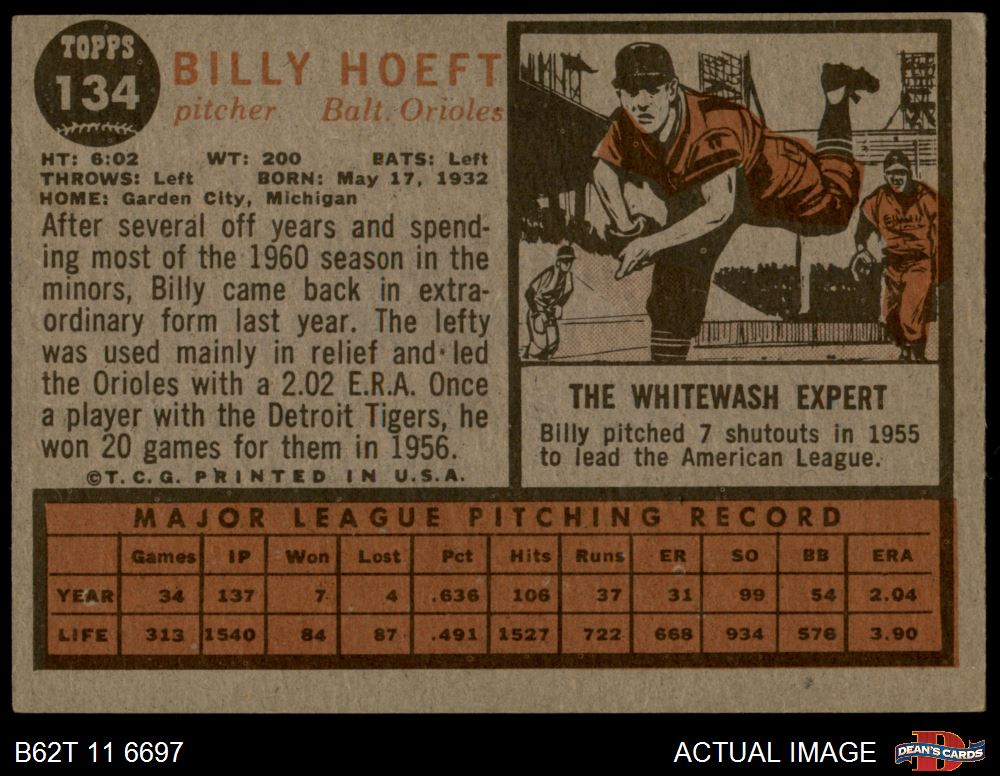 TOPPS
134
BILLY HOEFT
pitcher Balt. Orioles
HT: 6:02 WT: 200 BATS: Left
THROWS: Left BORN: May 17, 1932
HOME: Garden City, Michigan
After several off years and spend-
ing most of the 1960 season in the
minors, Billy came back in extra-
ordinary form last year. The lefty
was used mainly in relief and led
the Orioles with a 2.02 E.R.A. Once
a player with the Detroit Tigers, he
won 20 games for them in 1956.
©T.C.G. PRINTED IN U.S.A.
THE WHITEWASH EXPERT
Billy pitched 7 shutouts in 1955
to lead the American League.
MAJOR LEAGUE PITCHING RECORD
Games IP Won Lost Pct Hits Runs ER SO BB ERA
YEAR 34 137 7 4 .636 106 37 31 99 54 2.04
LIFE 313 1540 84 87 .491 1527 722 668 934 576 3.90
B62T 11 6697
ACTUAL IMAGE
DEAN'S CARDS